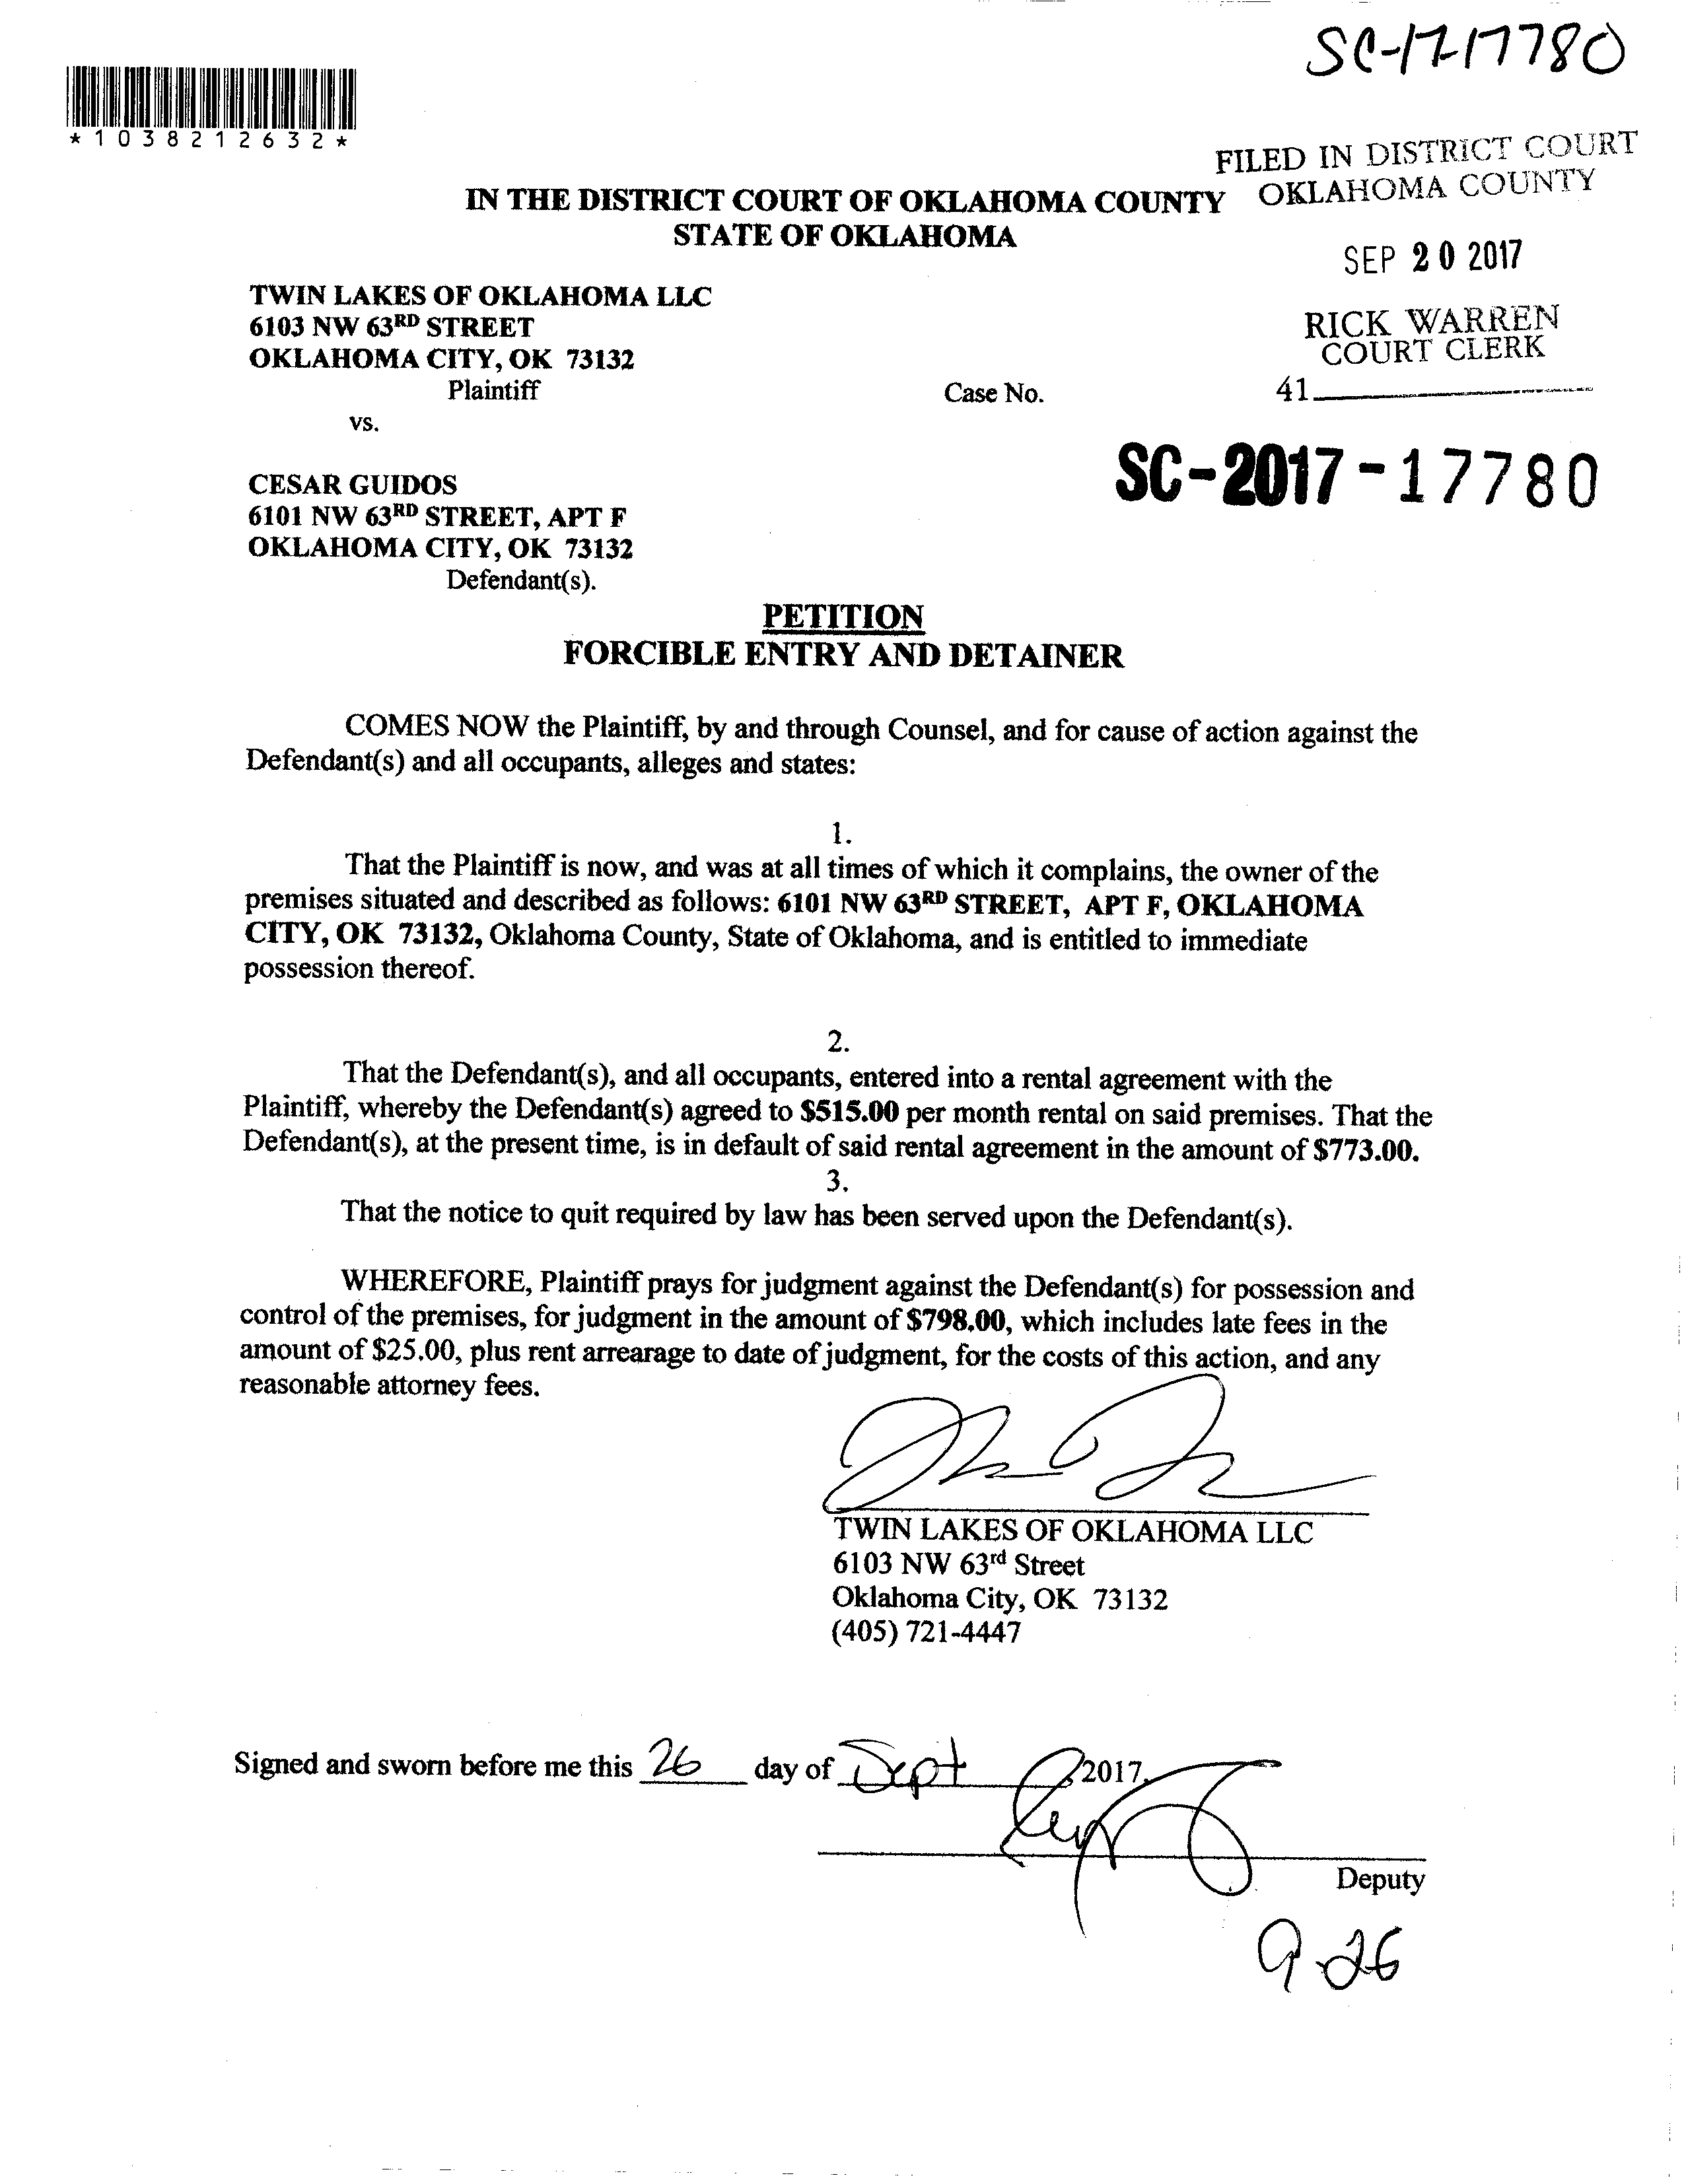 SC-17-17780
*1038212632*
FILED IN DISTRICT COURT
OKLAHOMA COUNTY
IN THE DISTRICT COURT OF OKLAHOMA COUNTY
STATE OF OKLAHOMA
SEP 20 2017
TWIN LAKES OF OKLAHOMA LLC
6103 NW 63RD STREET
OKLAHOMA CITY, OK 73132
Plaintiff
RICK WARREN
COURT CLERK
Case No.
41
vs.
SC-2017-17780
CESAR GUIDOS
6101 NW 63RD STREET, APT F
OKLAHOMA CITY, OK 73132
Defendant(s).
PETITION
FORCIBLE ENTRY AND DETAINER
COMES NOW the Plaintiff, by and through Counsel, and for cause of action against the
Defendant(s) and all occupants, alleges and states:
1.
That the Plaintiff is now, and was at all times of which it complains, the owner of the
premises situated and described as follows: 6101 NW 63RD STREET, APT F, OKLAHOMA
CITY, OK 73132, Oklahoma County, State of Oklahoma, and is entitled to immediate
possession thereof.
2.
That the Defendant(s), and all occupants, entered into a rental agreement with the
Plaintiff, whereby the Defendant(s) agreed to $515.00 per month rental on said premises. That the
Defendant(s), at the present time, is in default of said rental agreement in the amount of $773.00.
3.
That the notice to quit required by law has been served upon the Defendant(s).
WHEREFORE, Plaintiff prays for judgment against the Defendant(s) for possession and
control of the premises, for judgment in the amount of $798.00, which includes late fees in the
amount of $25.00, plus rent arrearage to date of judgment, for the costs of this action, and any
reasonable attorney fees.
TWIN LAKES OF OKLAHOMA LLC
6103 NW 63rd Street
Oklahoma City, OK 73132
(405) 721-4447
Signed and sworn before me this 26 day of Sept, 2017.
Deputy
9-26